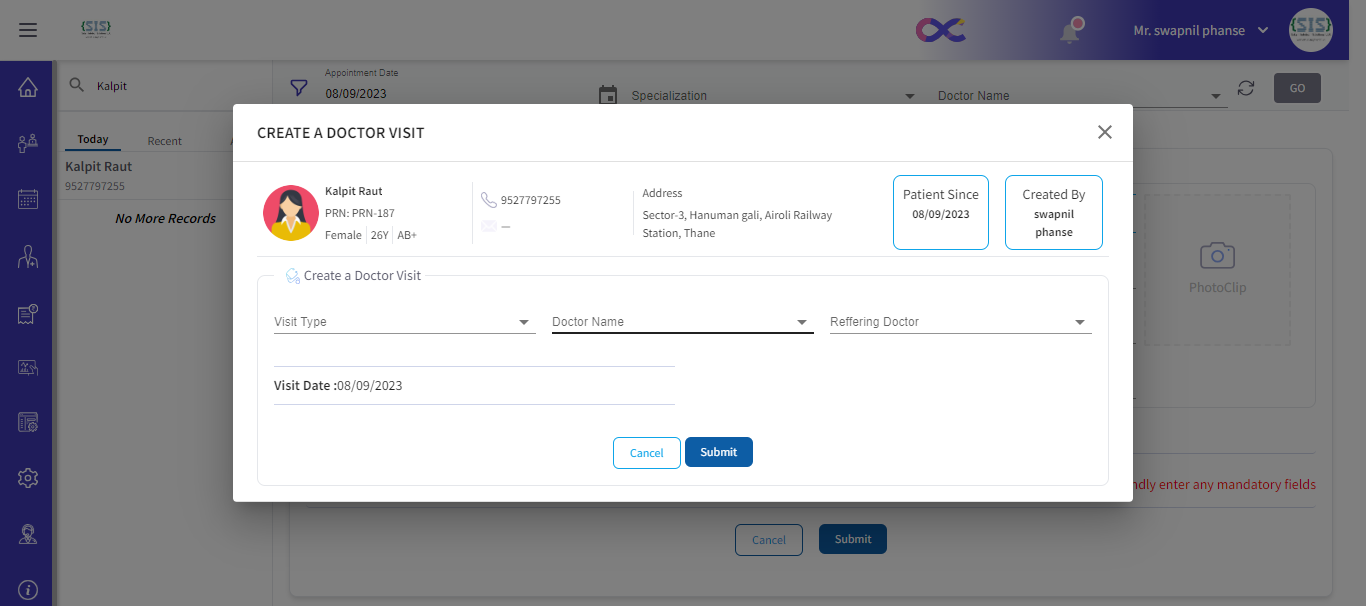 {SIS}
Mr. swapnil phanse
{SIS}
Kalpit
Today
Recent
Kalpit Raut
9527797255
No More Records
Appointment Date
08/09/2023
Specialization
Doctor Name
GO
CREATE A DOCTOR VISIT
Kalpit Raut
PRN: PRN-187
Female 26Y AB+
9527797255
—
Address
Sector-3, Hanuman gali, Airoli Railway
Station, Thane
Patient Since
08/09/2023
Created By
swapnil
phanse
Create a Doctor Visit
Visit Type
Doctor Name
Reffering Doctor
Visit Date :08/09/2023
Cancel
Submit
PhotoClip
ndly enter any mandatory fields
Cancel
Submit